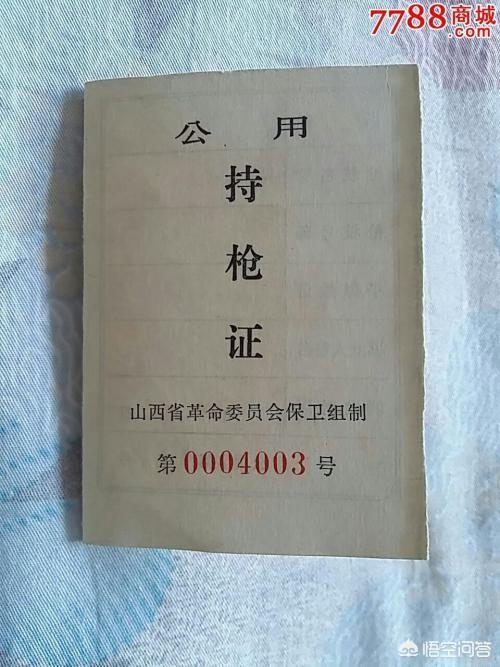 7788商城
公用
持
枪
证
山西省革命委员会保卫组制
第0004003号
悟空问答